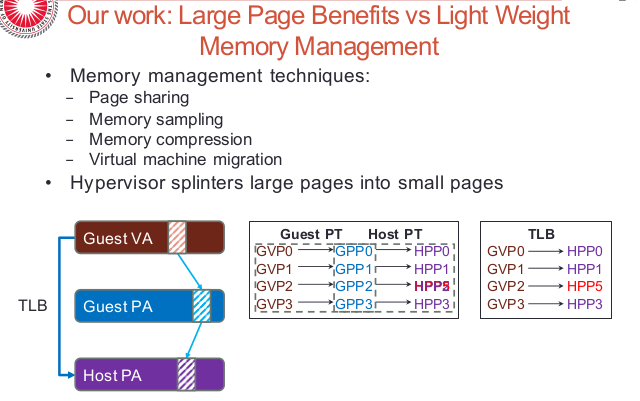 Our work: Large Page Benefits vs Light Weight
Memory Management
• Memory management techniques:
– Page sharing
– Memory sampling
– Memory compression
– Virtual machine migration
• Hypervisor splinters large pages into small pages
Guest VA
Guest PA
Host PA
TLB
Guest PT Host PT
GVP0 GPP0 HPP0
GVP1 GPP1 HPP1
GVP2 GPP2
GVP3 GPP3 HPP3
TLB
GVP0 HPP0
GVP1 HPP1
GVP2 HPP5
GVP3 HPP3